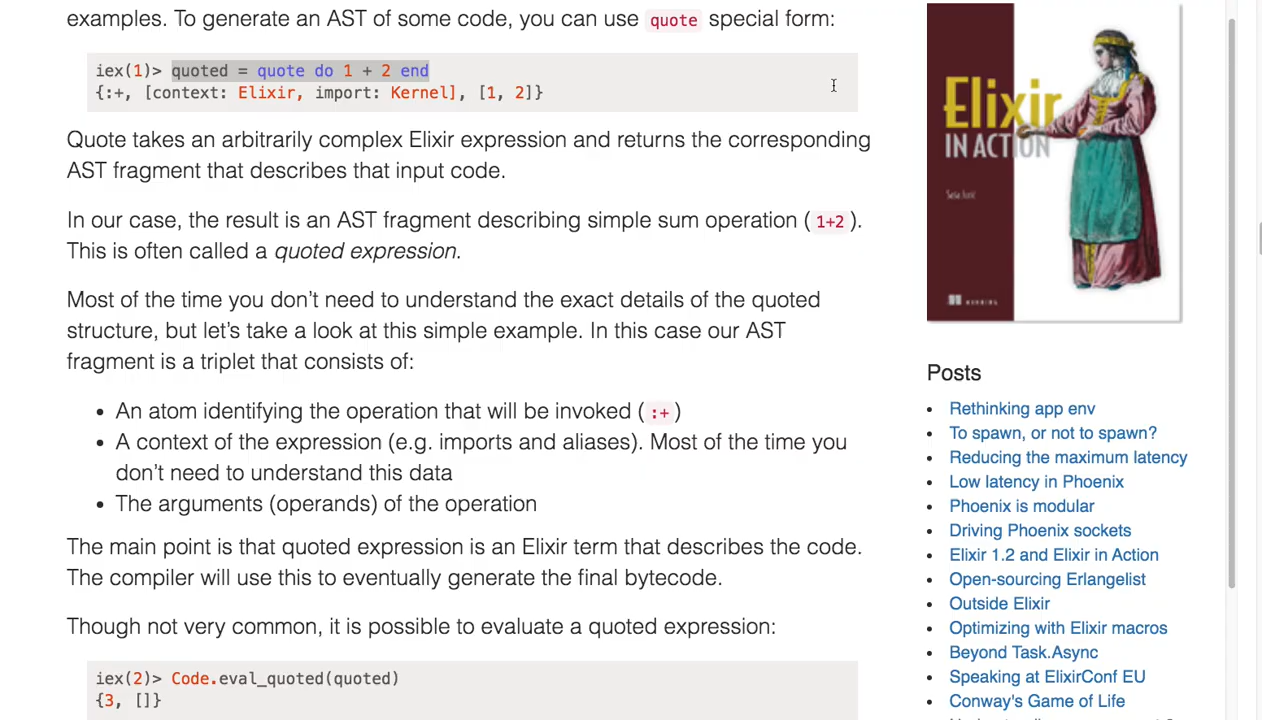 examples. To generate an AST of some code, you can use quote special form:
iex(1)> quoted = quote do 1 + 2 end
{:+, [context: Elixir, import: Kernel], [1, 2]}
Quote takes an arbitrarily complex Elixir expression and returns the corresponding
AST fragment that describes that input code.
In our case, the result is an AST fragment describing simple sum operation ( 1+2 ).
This is often called a quoted expression.
Most of the time you don’t need to understand the exact details of the quoted
structure, but let’s take a look at this simple example. In this case our AST
fragment is a triplet that consists of:
• An atom identifying the operation that will be invoked ( :+ )
• A context of the expression (e.g. imports and aliases). Most of the time you
don’t need to understand this data
• The arguments (operands) of the operation
The main point is that quoted expression is an Elixir term that describes the code.
The compiler will use this to eventually generate the final bytecode.
Though not very common, it is possible to evaluate a quoted expression:
iex(2)> Code.eval_quoted(quoted)
{3, []}
Elixir
IN ACTION
MANNING
Posts
• Rethinking app env
• To spawn, or not to spawn?
• Reducing the maximum latency
• Low latency in Phoenix
• Phoenix is modular
• Driving Phoenix sockets
• Elixir 1.2 and Elixir in Action
• Open-sourcing Erlangelist
• Outside Elixir
• Optimizing with Elixir macros
• Beyond Task.Async
• Speaking at ElixirConf EU
• Conway's Game of Life